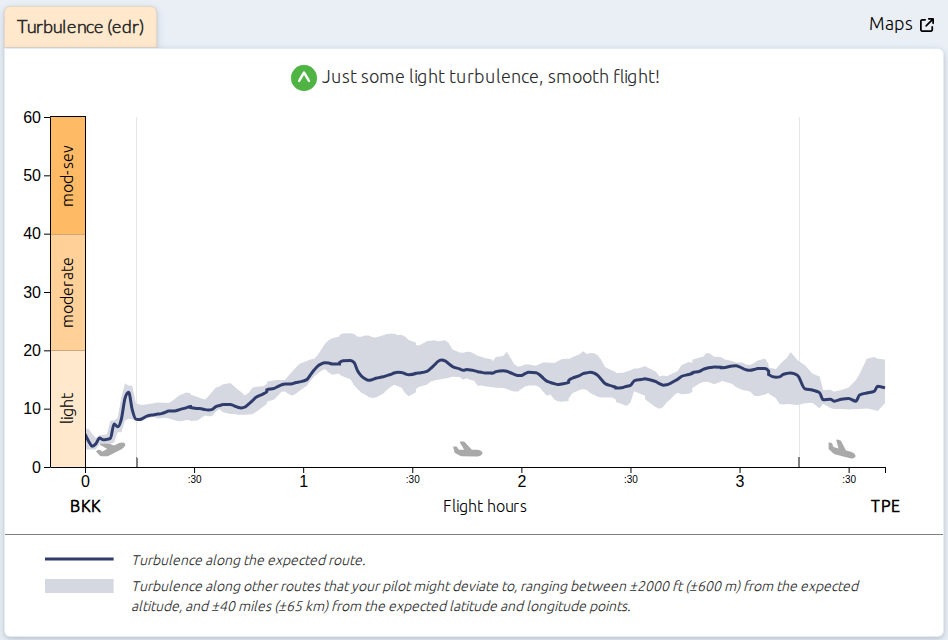 Turbulence (edr)
Maps
Just some light turbulence, smooth flight!
60
50
40
30
20
10
0
mod-sev
moderate
light
0 :30 1 :30 2 :30 3 :30
BKK Flight hours TPE
Turbulence along the expected route.
Turbulence along other routes that your pilot might deviate to, ranging between ±2000 ft (±600 m) from the expected
altitude, and ±40 miles (±65 km) from the expected latitude and longitude points.